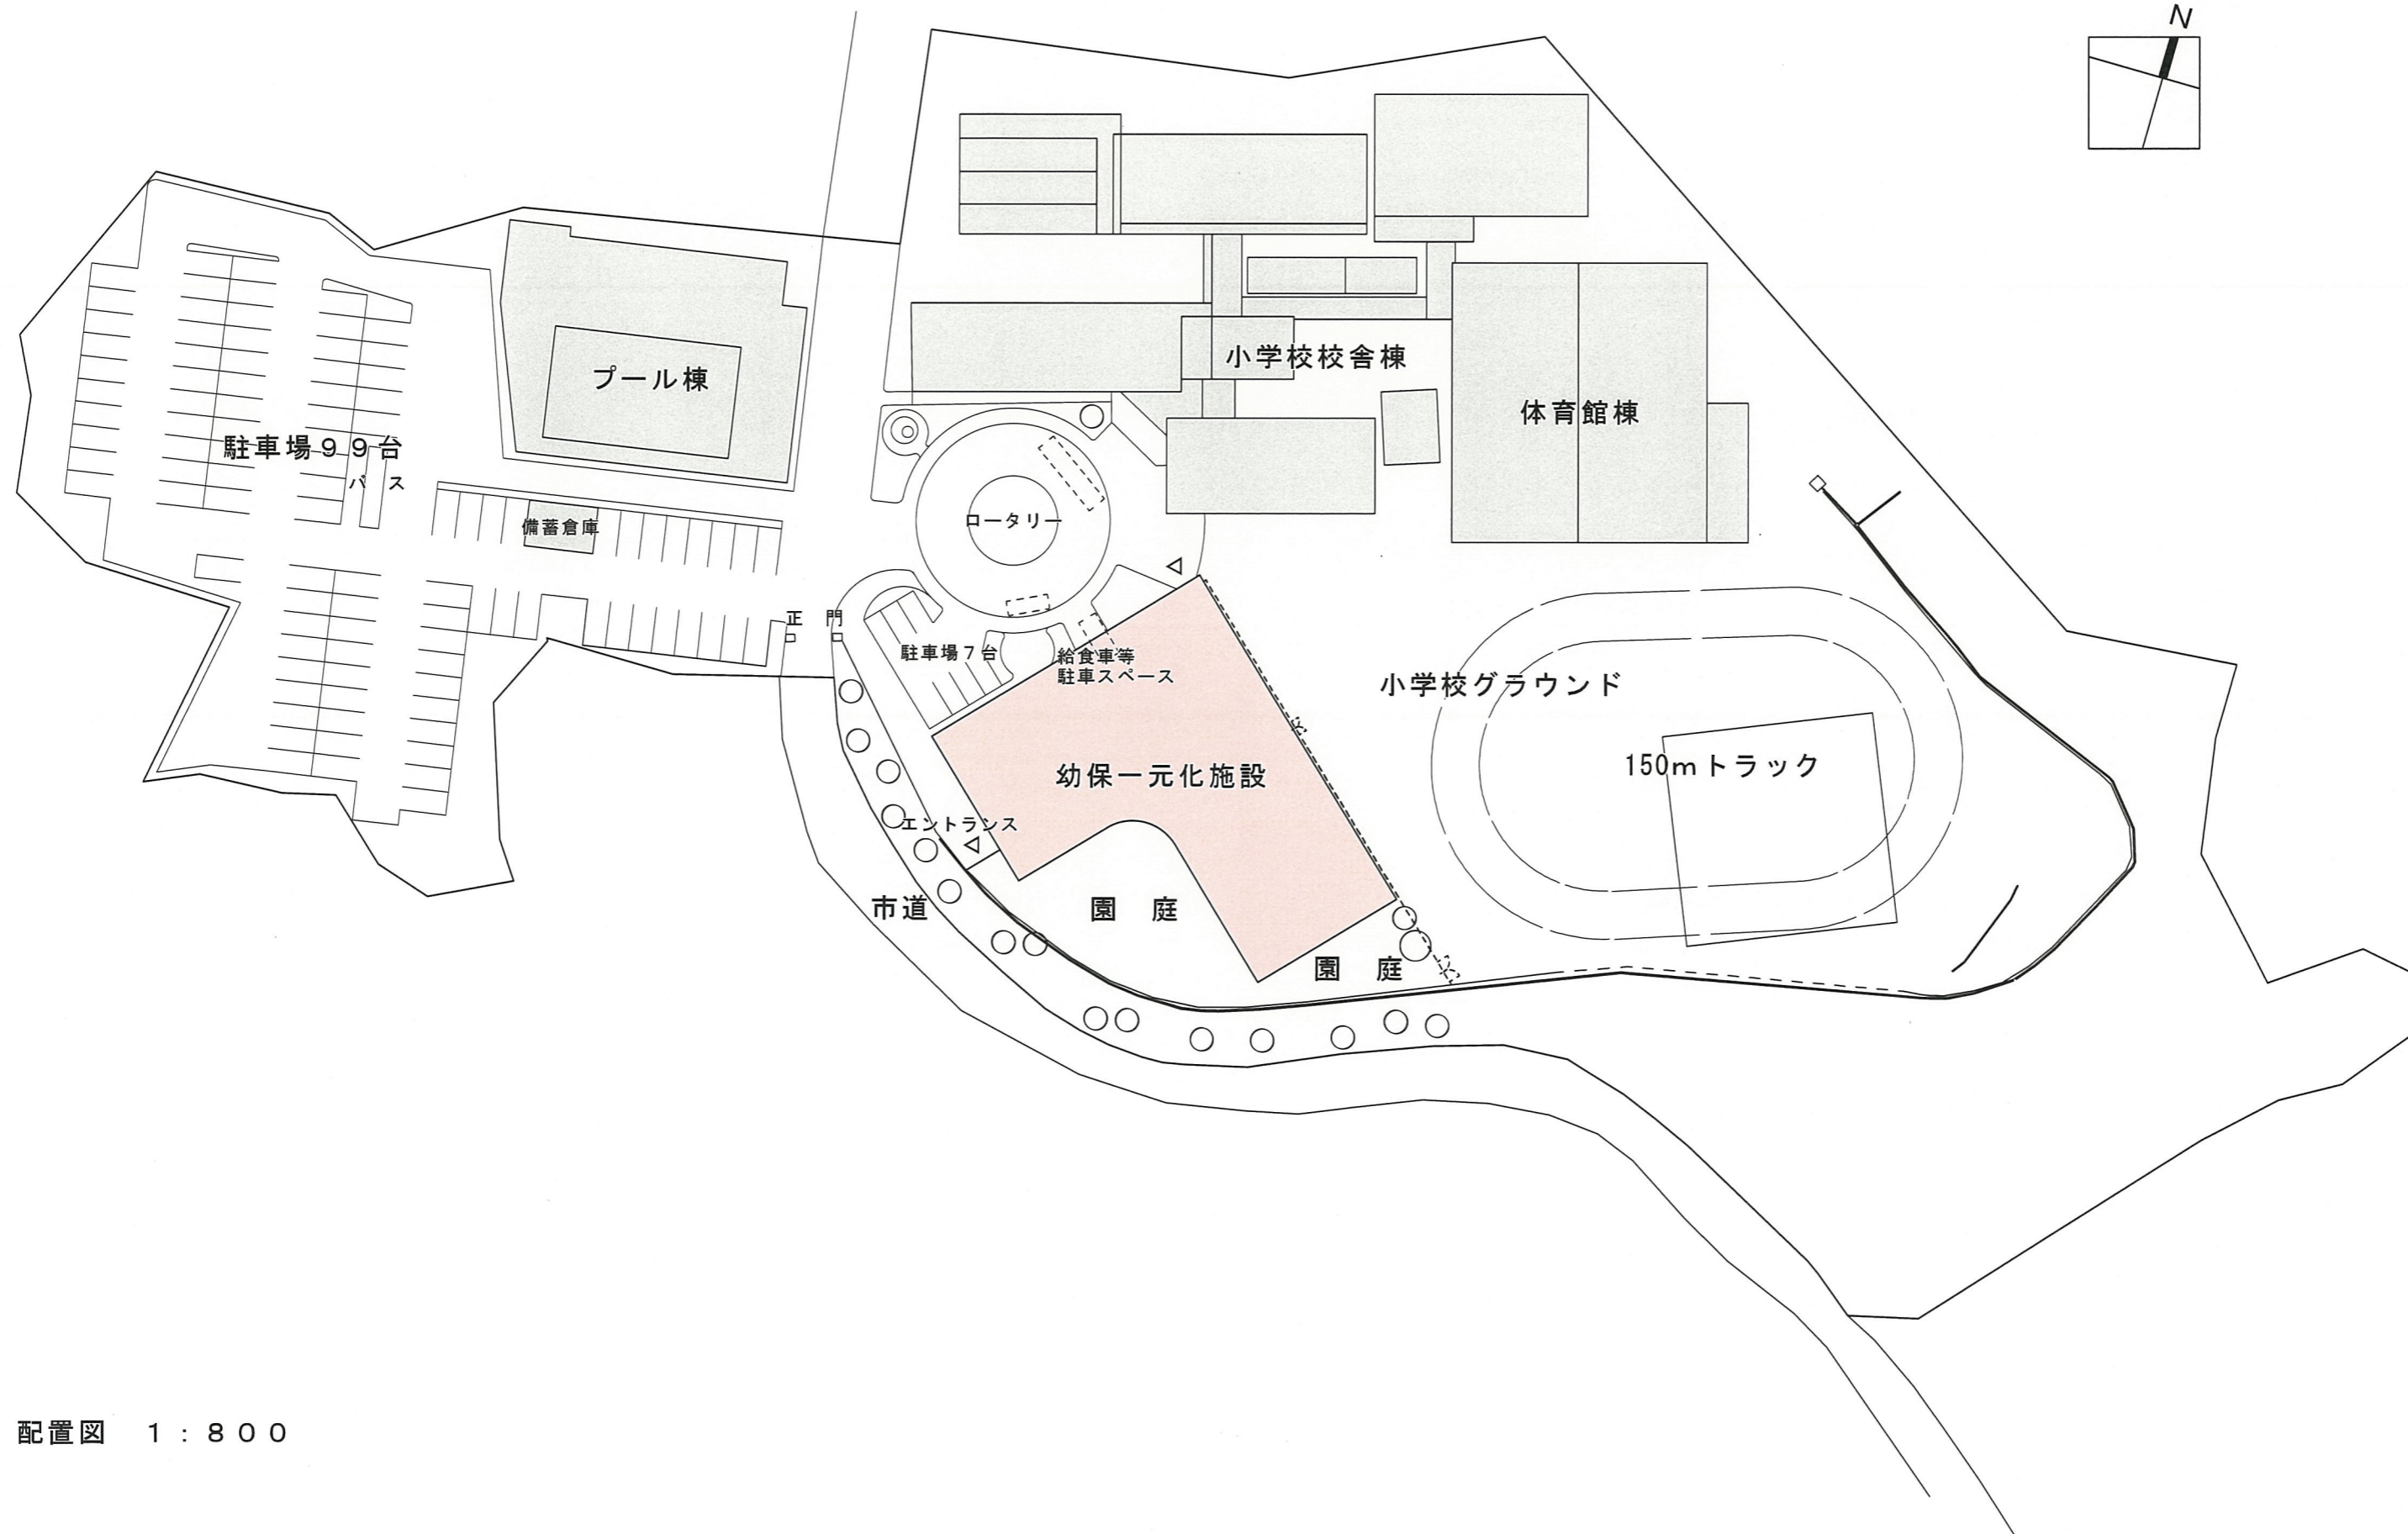 N
小学校校舎棟
プール棟
体育館棟
駐車場９９台
バ　ス
備蓄倉庫
ロータリー
正　門
駐車場７台
給食車等
駐車スペース
小学校グラウンド
150ｍトラック
幼保一元化施設
エントランス
市道
園　庭
園　庭
配置図　１：８００